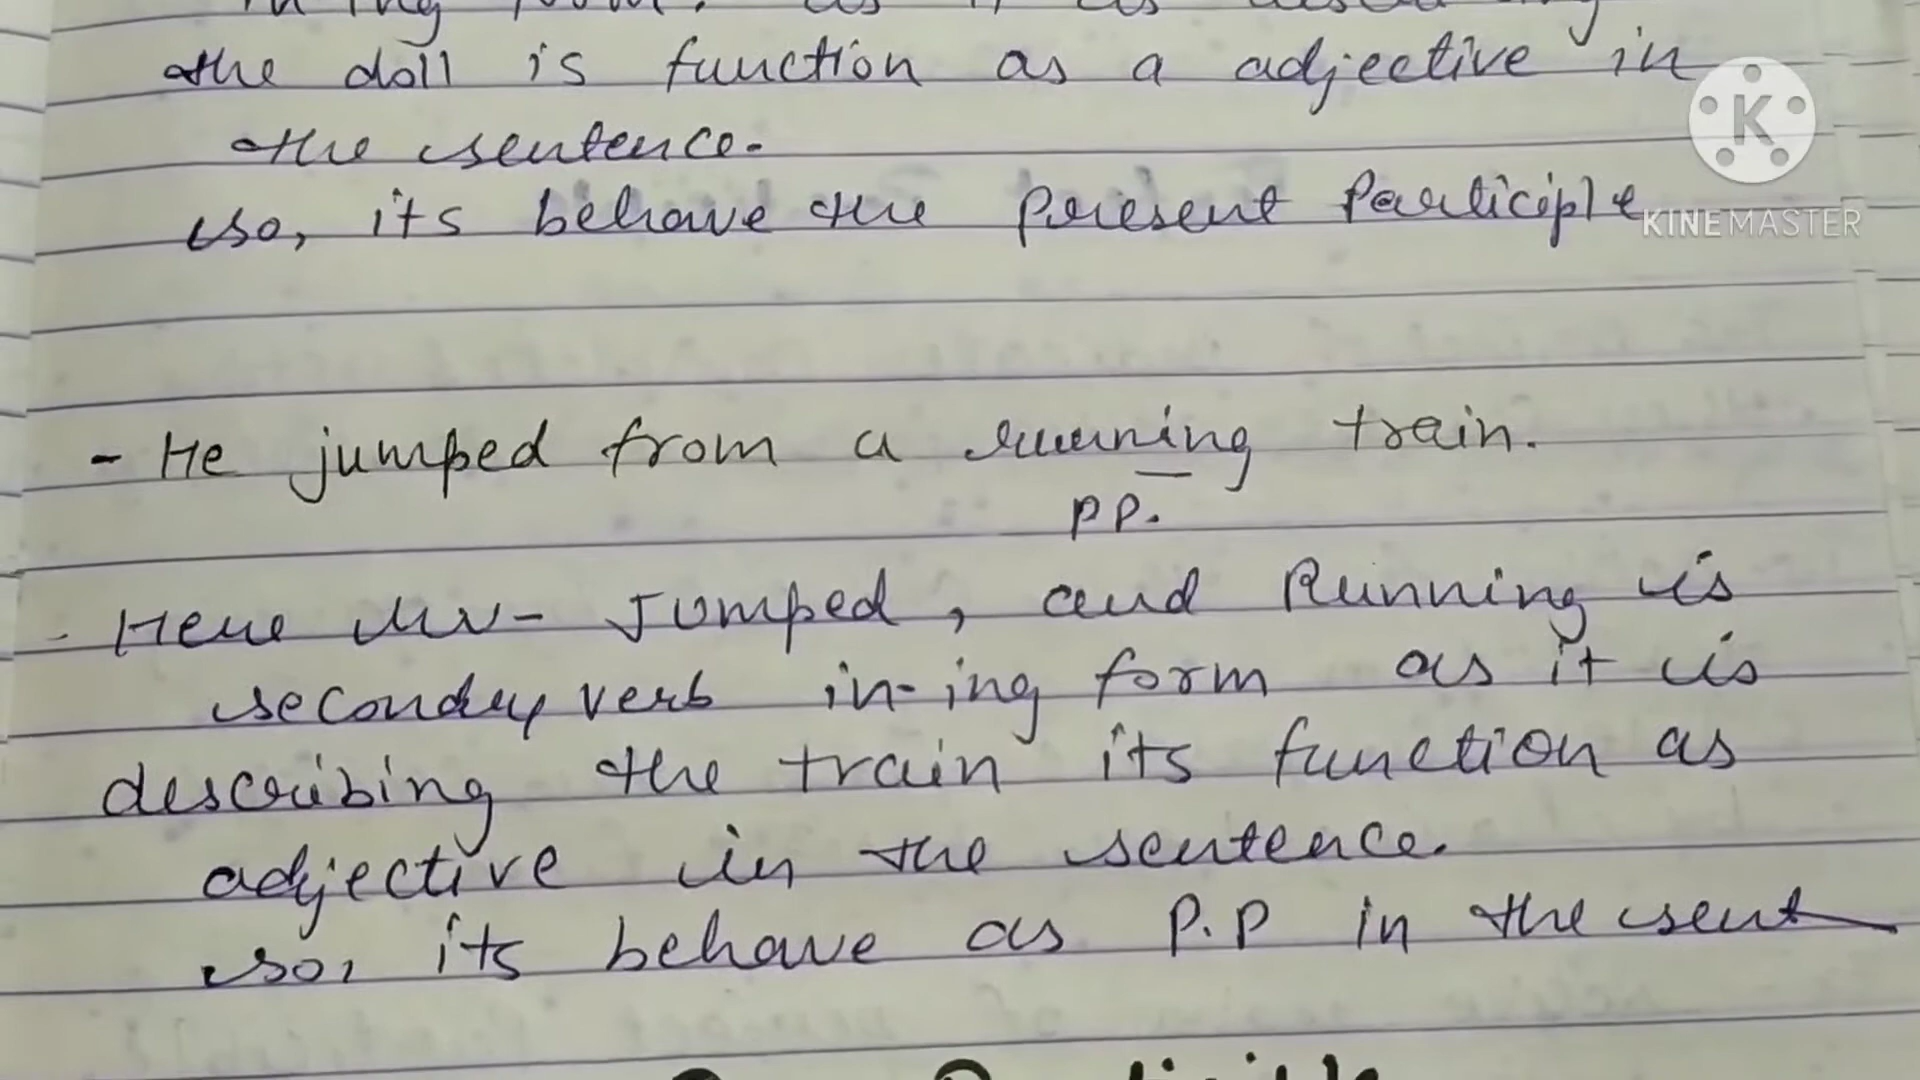 the doll is function as a adjective in
the sentence.
so, its behave the present Participle
K
KINEMASTER
- He jumped from a running train.
PP.
- Here MV - Jumped, and Running is
secondry verb in-ing form as it is
describing the train its function as
adjective in the sentence.
so, its behave as P.P in the sent